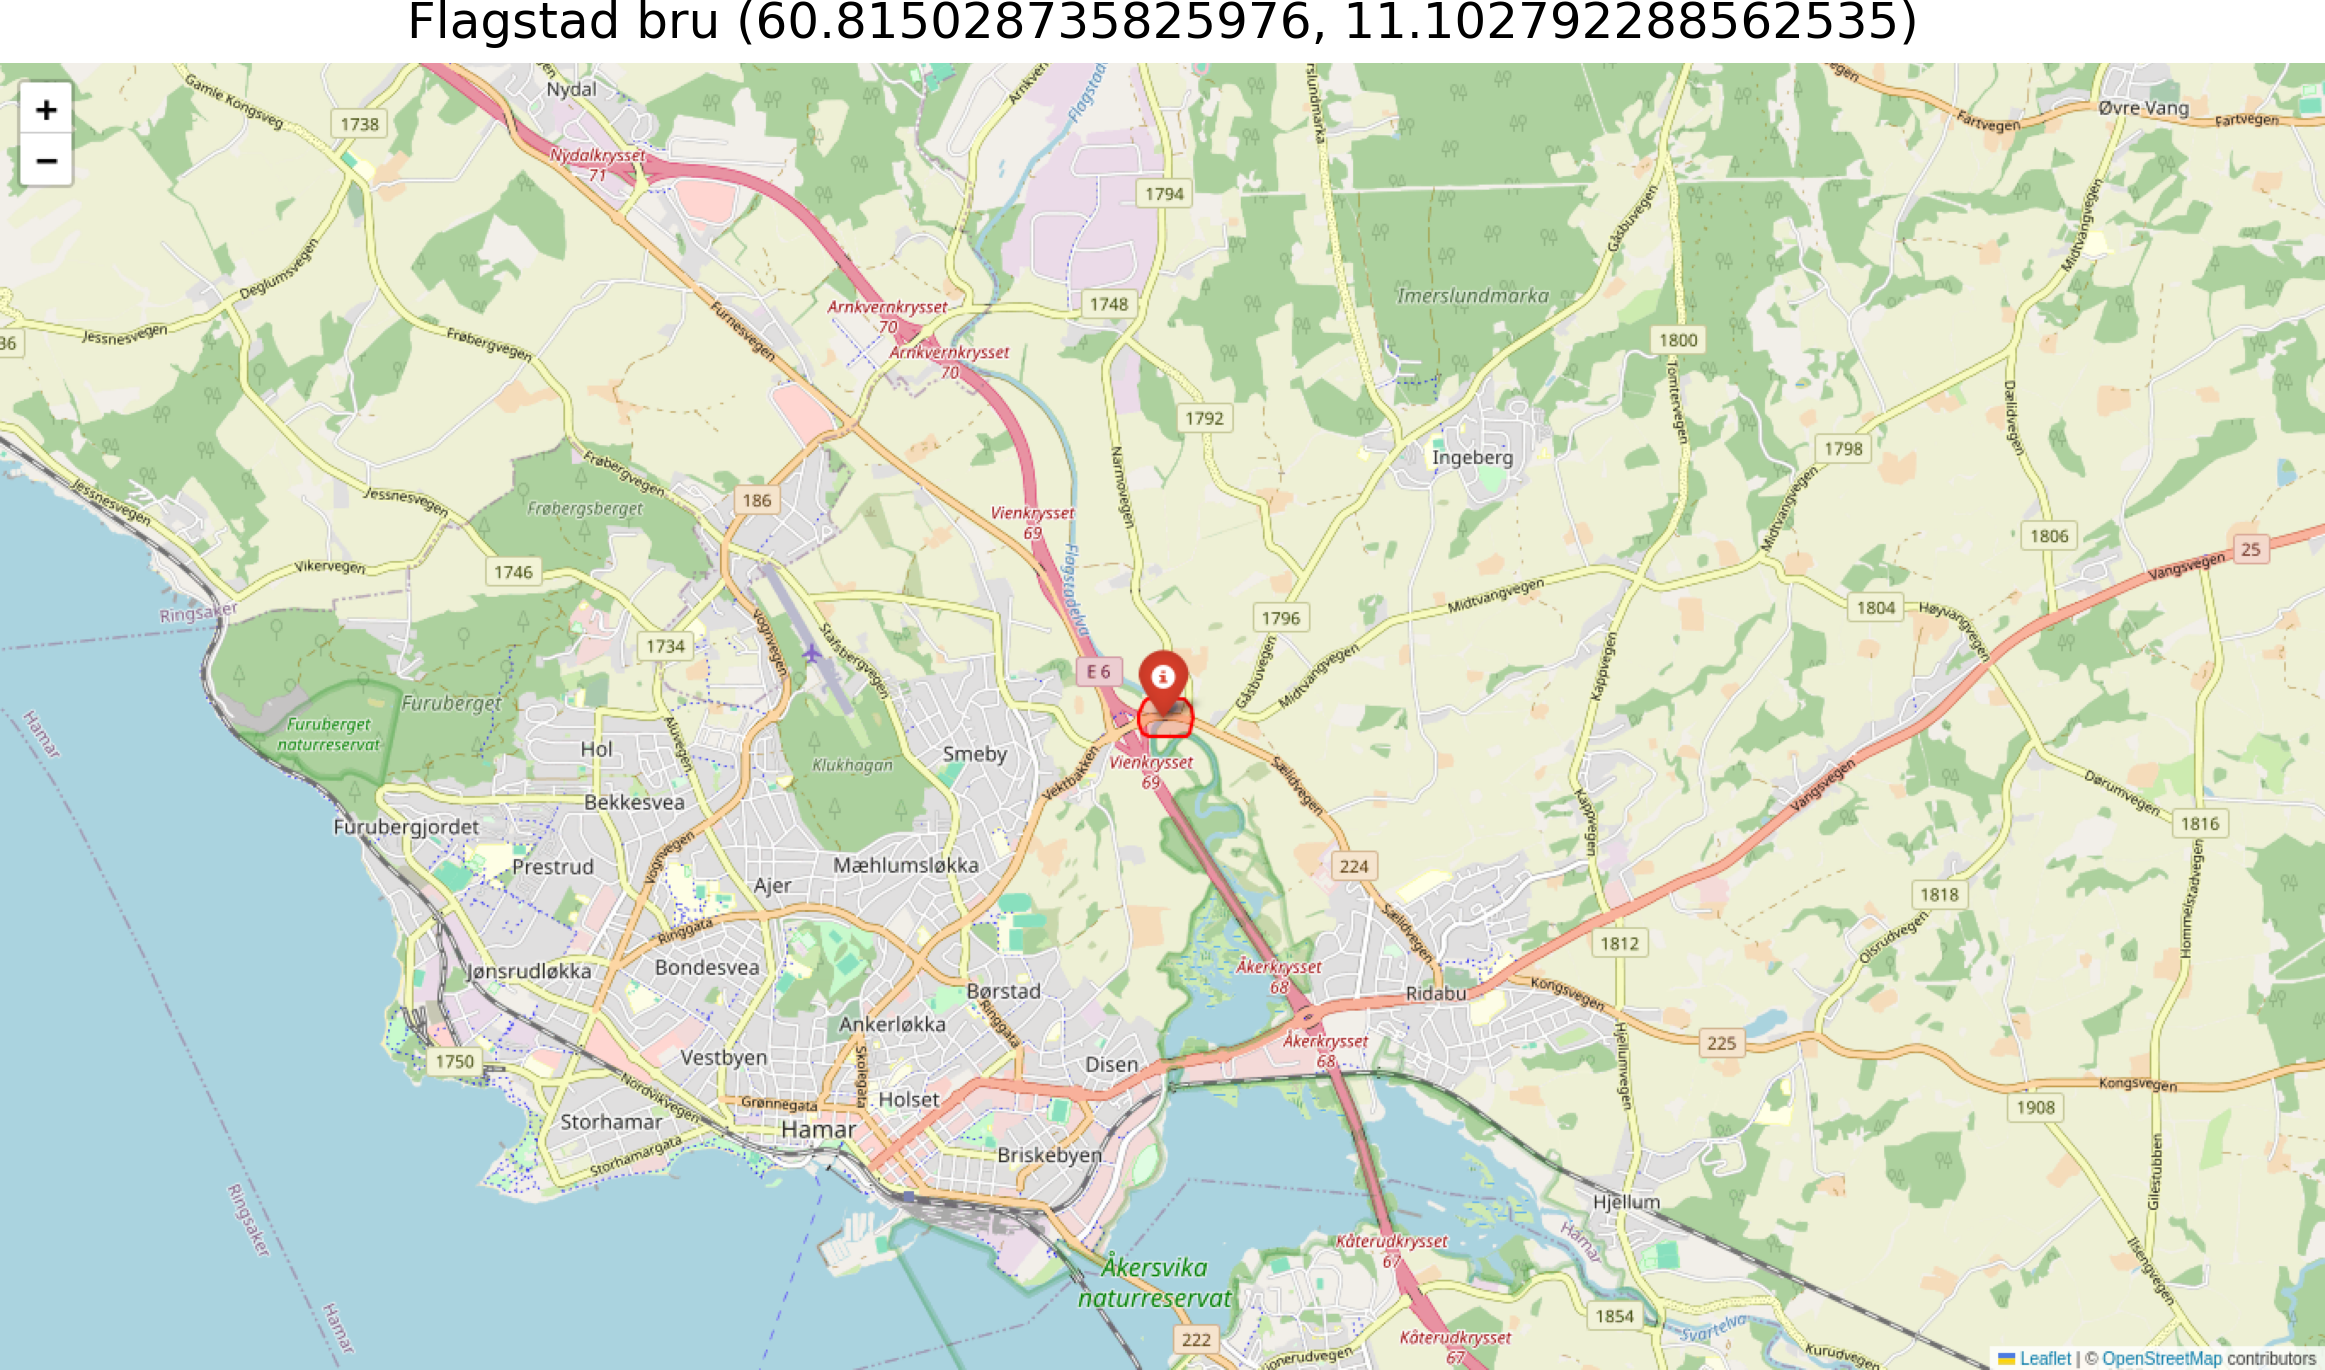 Flagstad bru (60.815028735825976, 11.102792288562535)
+
−
Gamle Kongsveg
1738
Nydal
Arnkver
Flagstad
rslundmarka
Fartvegen
Øvre Vang
Fartvegen
Nydalkrysset
71
1794
Gåsbuvegen
Midtvangvegen
Deglumsvegen
Jessnesvegen
36
Frøbergvegen
Furnesvegen
Arnkvernkrysset
70
Arnkvernkrysset
70
1748
Imerslundmarka
1800
Tomtervegen
1792
Narmovegen
Ingeberg
1798
Dælidvegen
Midtvangvegen
1806
25
Vangsvegen
Jessnesvegen
Jessnesvegen
Frøbergvegen
Frøbergsberget
186
Vienkrysset
69
Flagstadelva
Vikervegen
1746
Ringsaker
1796
Midtvangvegen
1804
Høyvangvegen
1734
Vognvegen
Stafsbergvegen
E 6
Gåsbuvegen
Midtvangvegen
Kappvegen
Furuberget
Furuberget
naturreservat
Hamar
Hol
Aluvegen
Klukhagan
Smeby
Vektbakken
Vienkrysset
69
Sælidvegen
Kappvegen
Vangsvegen
Dørumvegen
1816
Bekkesvea
Furubergjordet
Prestrud
Vognvegen
Ajer
Mæhlumsløkka
224
Sælidvegen
1818
Olsrudvegen
Hommelstadvegen
Ringgata
Jønsrudløkka
Bondesvea
Børstad
Ringgata
Åkerkrysset
68
Ridabu
1812
Kongsvegen
Ankerløkka
Skolegata
Vestbyen
Disen
Åkerkrysset
68
225
Hjellumvegen
Kongsvegen
1750
Nordvikvegen
Grønnegata
Holset
1908
Storhamar
Storhamargata
Hamar
Briskebyen
Gilestubben
Hjellum
Ringsaker
Hamar
Kåterudkrysset
67
Hamar
Åkersvika
naturreservat
Ilsengvegen
1854
Svartelva
222
Kåterudkrysset
67
onerudvegen
Kurudvegen
Leaflet | © OpenStreetMap contributors